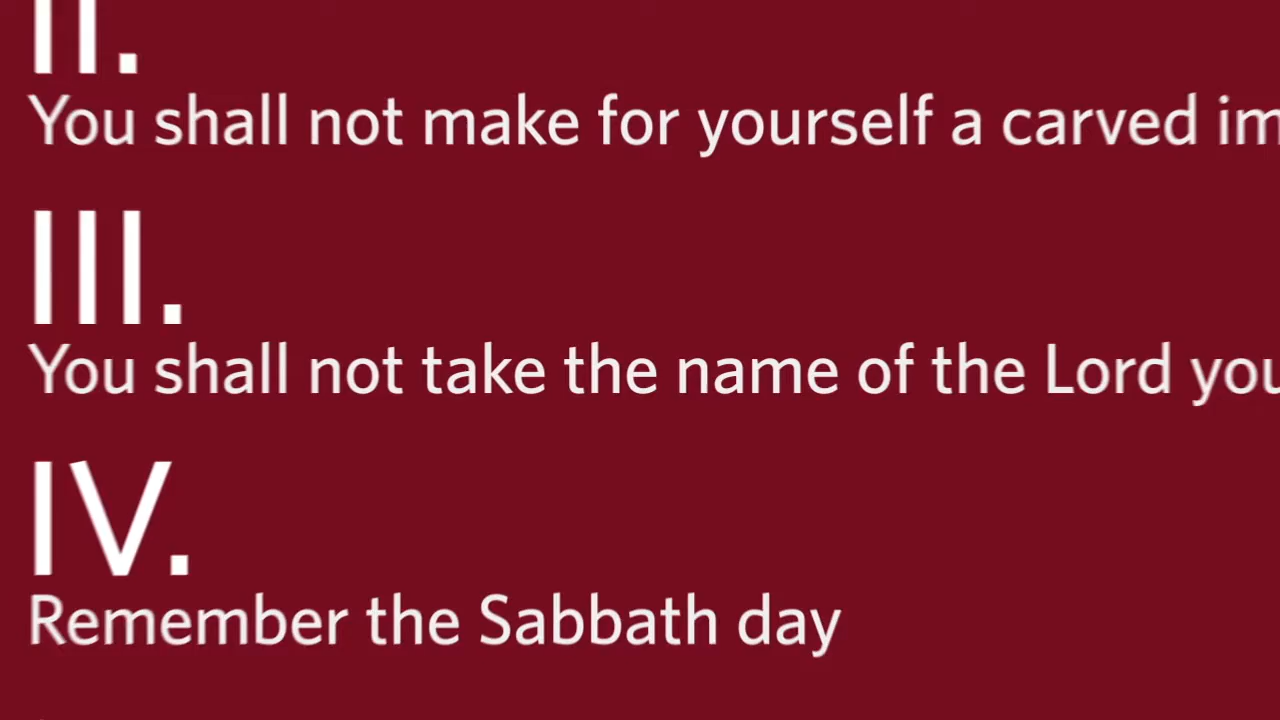 II.
You shall not make for yourself a carved im
III.
You shall not take the name of the Lord you
IV.
Remember the Sabbath day